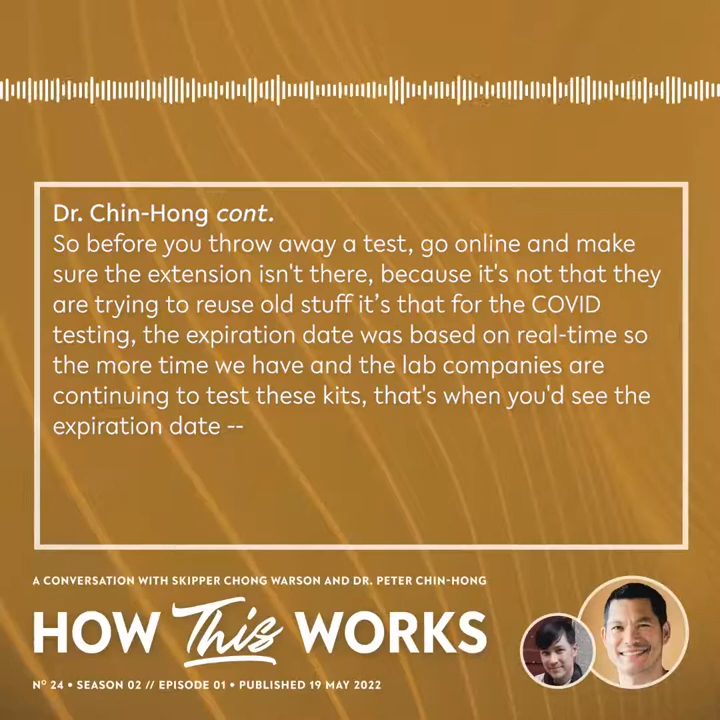 Dr. Chin-Hong cont.
So before you throw away a test, go online and make
sure the extension isn't there, because it's not that they
are trying to reuse old stuff it’s that for the COVID
testing, the expiration date was based on real-time so
the more time we have and the lab companies are
continuing to test these kits, that's when you'd see the
expiration date --
A CONVERSATION WITH SKIPPER CHONG WARSON AND DR. PETER CHIN-HONG
HOW This WORKS
Nº 24 • SEASON 02 // EPISODE 01 • PUBLISHED 19 MAY 2022